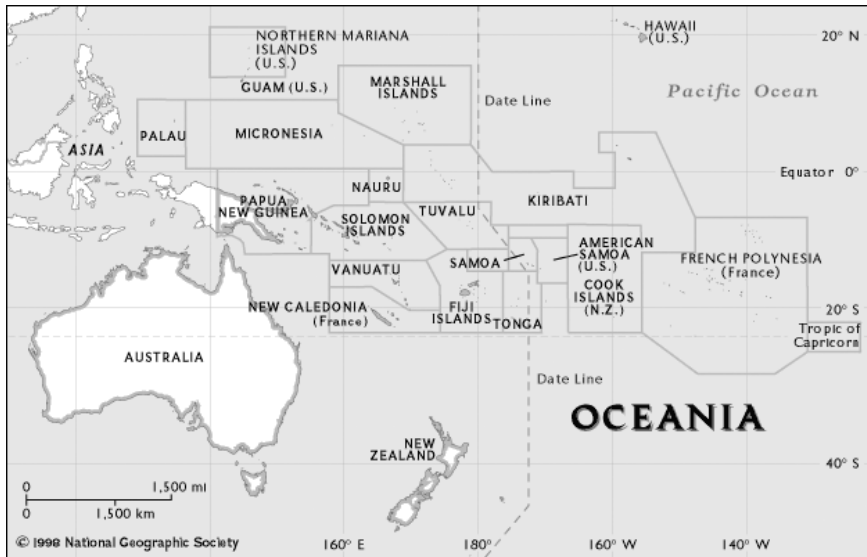 HAWAII
(U.S.)
20° N
NORTHERN MARIANA
ISLANDS
(U.S.)
GUAM (U.S.)
MARSHALL
ISLANDS
Date Line
Pacific Ocean
PALAU
MICRONESIA
ASIA
Equator 0°
NAURU
KIRIBATI
PAPUA
NEW GUINEA
SOLOMON
ISLANDS
TUVALU
SAMOA
AMERICAN
SAMOA
(U.S.)
FRENCH POLYNESIA
(France)
VANUATU
COOK
ISLANDS
(N.Z.)
NEW CALEDONIA
(France)
FIJI
ISLANDS
TONGA
20° S
Tropic of
Capricorn
AUSTRALIA
Date Line
OCEANIA
NEW
ZEALAND
40° S
0 1,500 mi
0
1,500 km
© 1998 National Geographic Society
160° E 180° 160° W 140° W